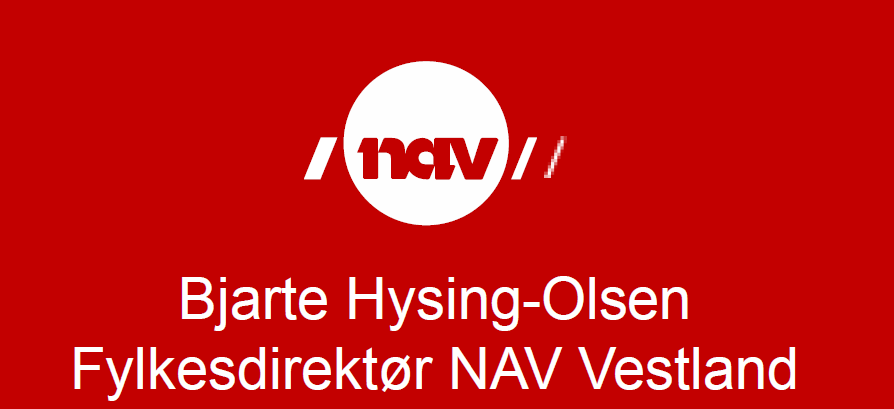 nav
Bjarte Hysing-Olsen
Fylkesdirektør NAV Vestland